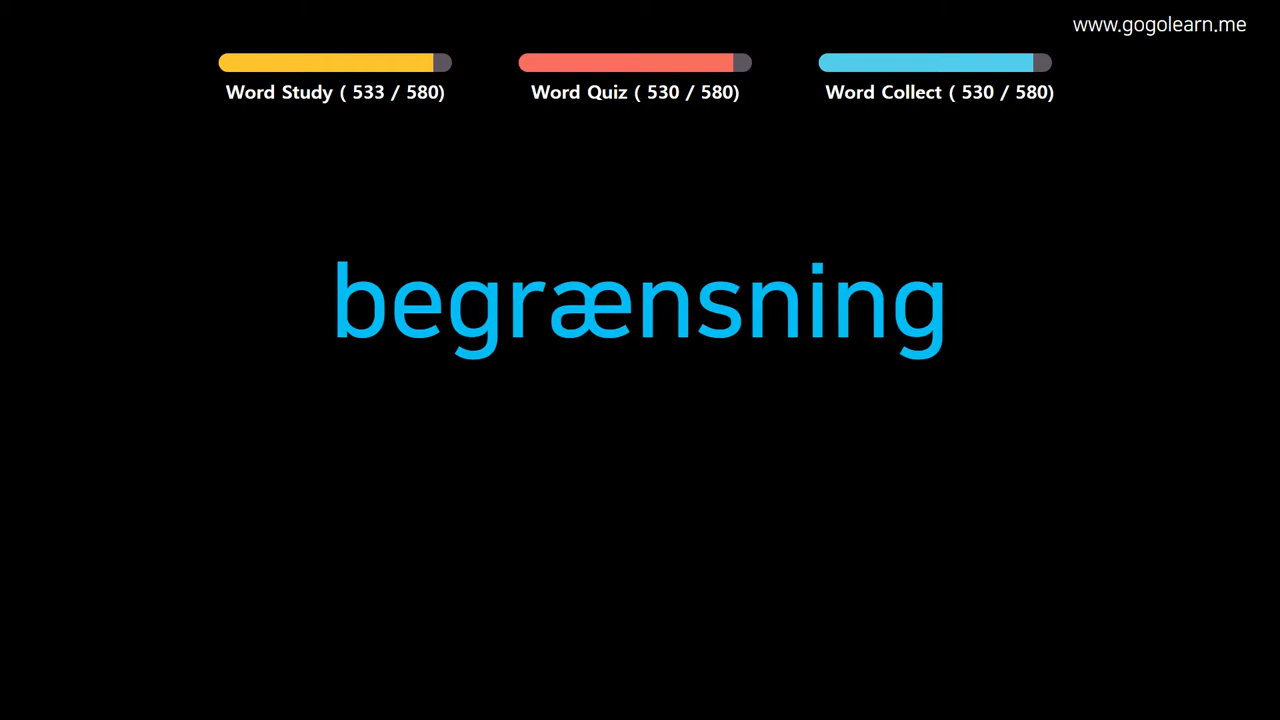 www.gogolearn.me
Word Study ( 533 / 580)
Word Quiz ( 530 / 580)
Word Collect ( 530 / 580)
begrænsning